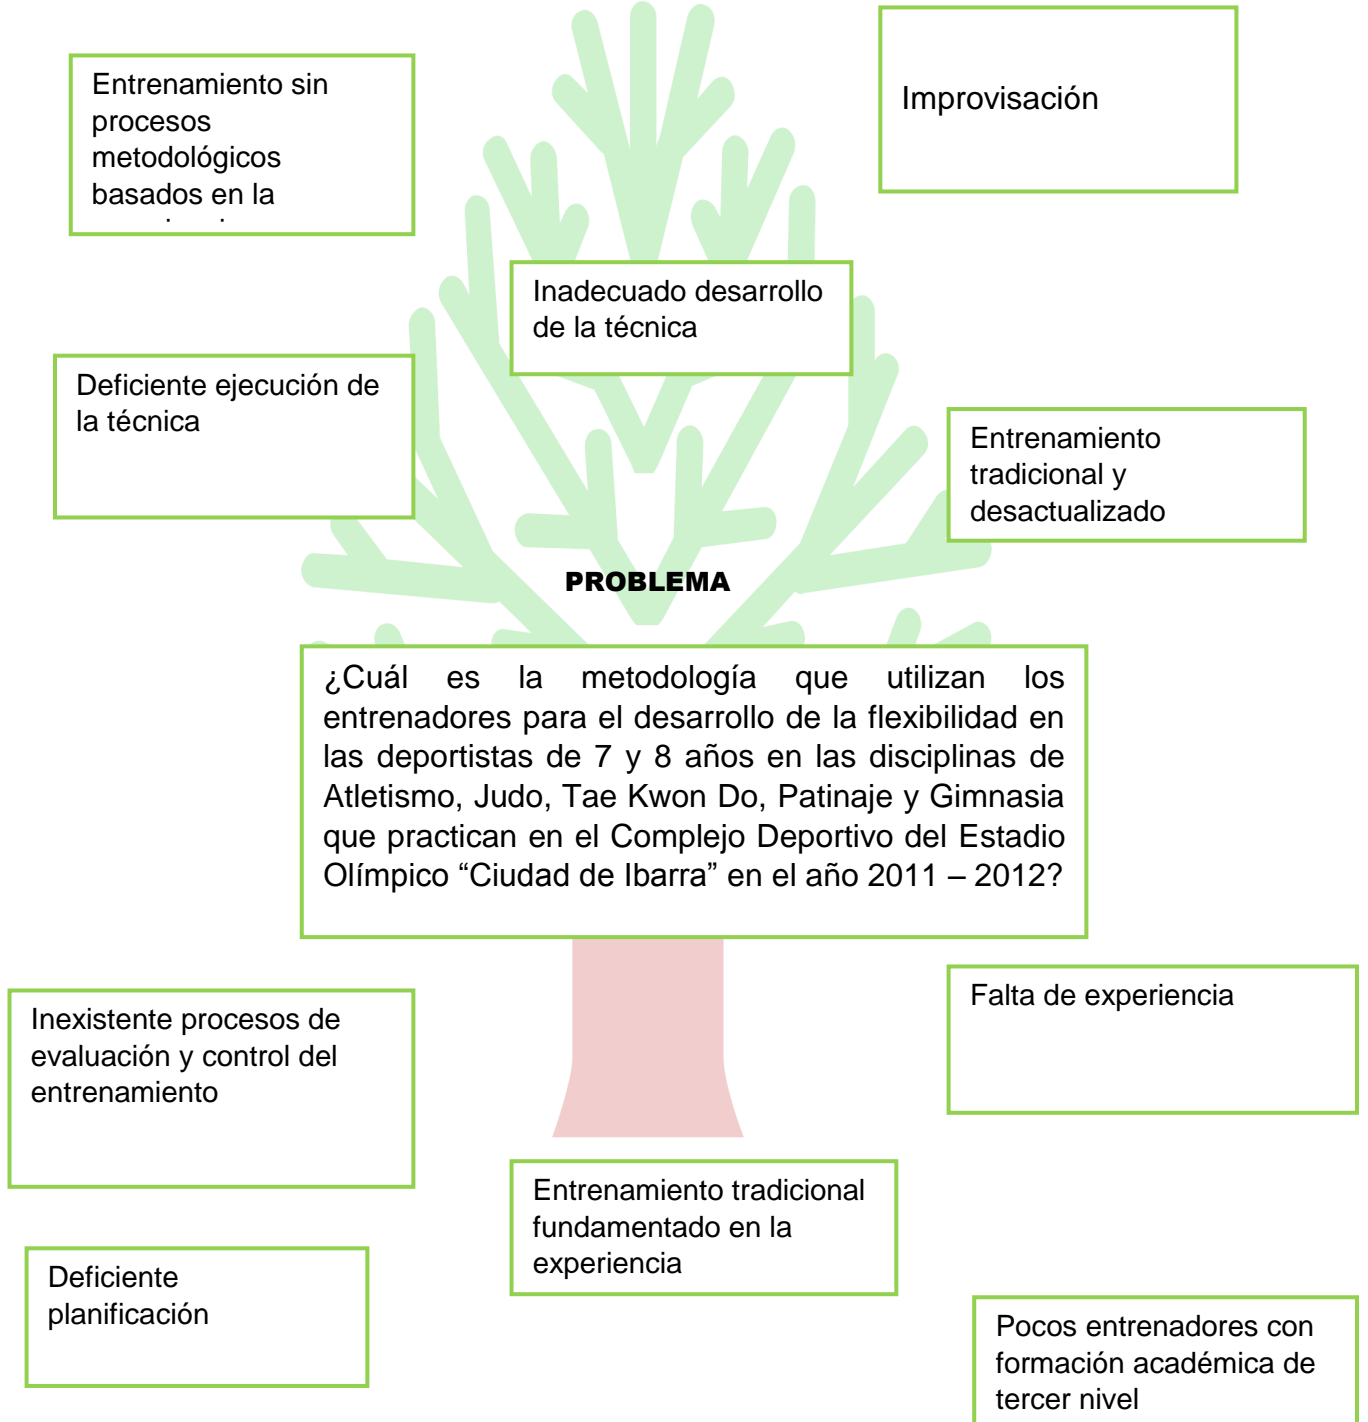 Entrenamiento sin
procesos
metodológicos
basados en la
Improvisación
Inadecuado desarrollo
de la técnica
Deficiente ejecución de
la técnica
Entrenamiento
tradicional y
desactualizado
PROBLEMA
¿Cuál es la metodología que utilizan los
entrenadores para el desarrollo de la flexibilidad en
las deportistas de 7 y 8 años en las disciplinas de
Atletismo, Judo, Tae Kwon Do, Patinaje y Gimnasia
que practican en el Complejo Deportivo del Estadio
Olímpico “Ciudad de Ibarra” en el año 2011 – 2012?
Inexistente procesos de
evaluación y control del
entrenamiento
Falta de experiencia
Entrenamiento tradicional
fundamentado en la
experiencia
Deficiente
planificación
Pocos entrenadores con
formación académica de
tercer nivel